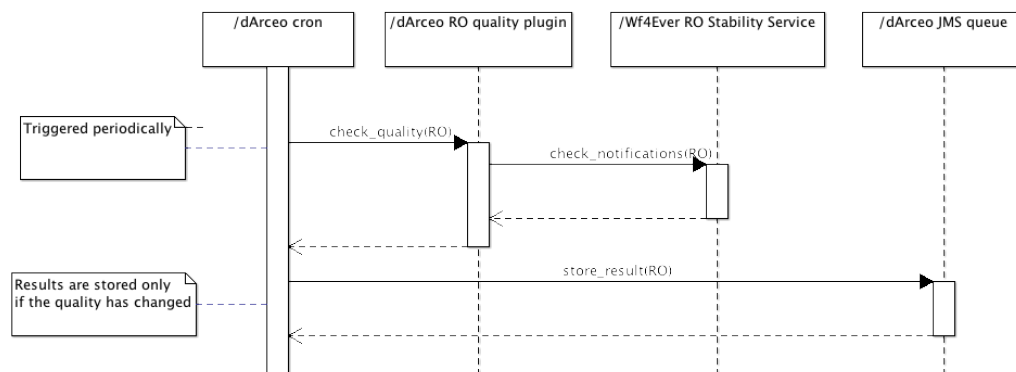 /dArceo cron
/dArceo RO quality plugin
/Wf4Ever RO Stability Service
/dArceo JMS queue
Triggered periodically
check_quality(RO)
check_notifications(RO)
Results are stored only
if the quality has changed
store_result(RO)